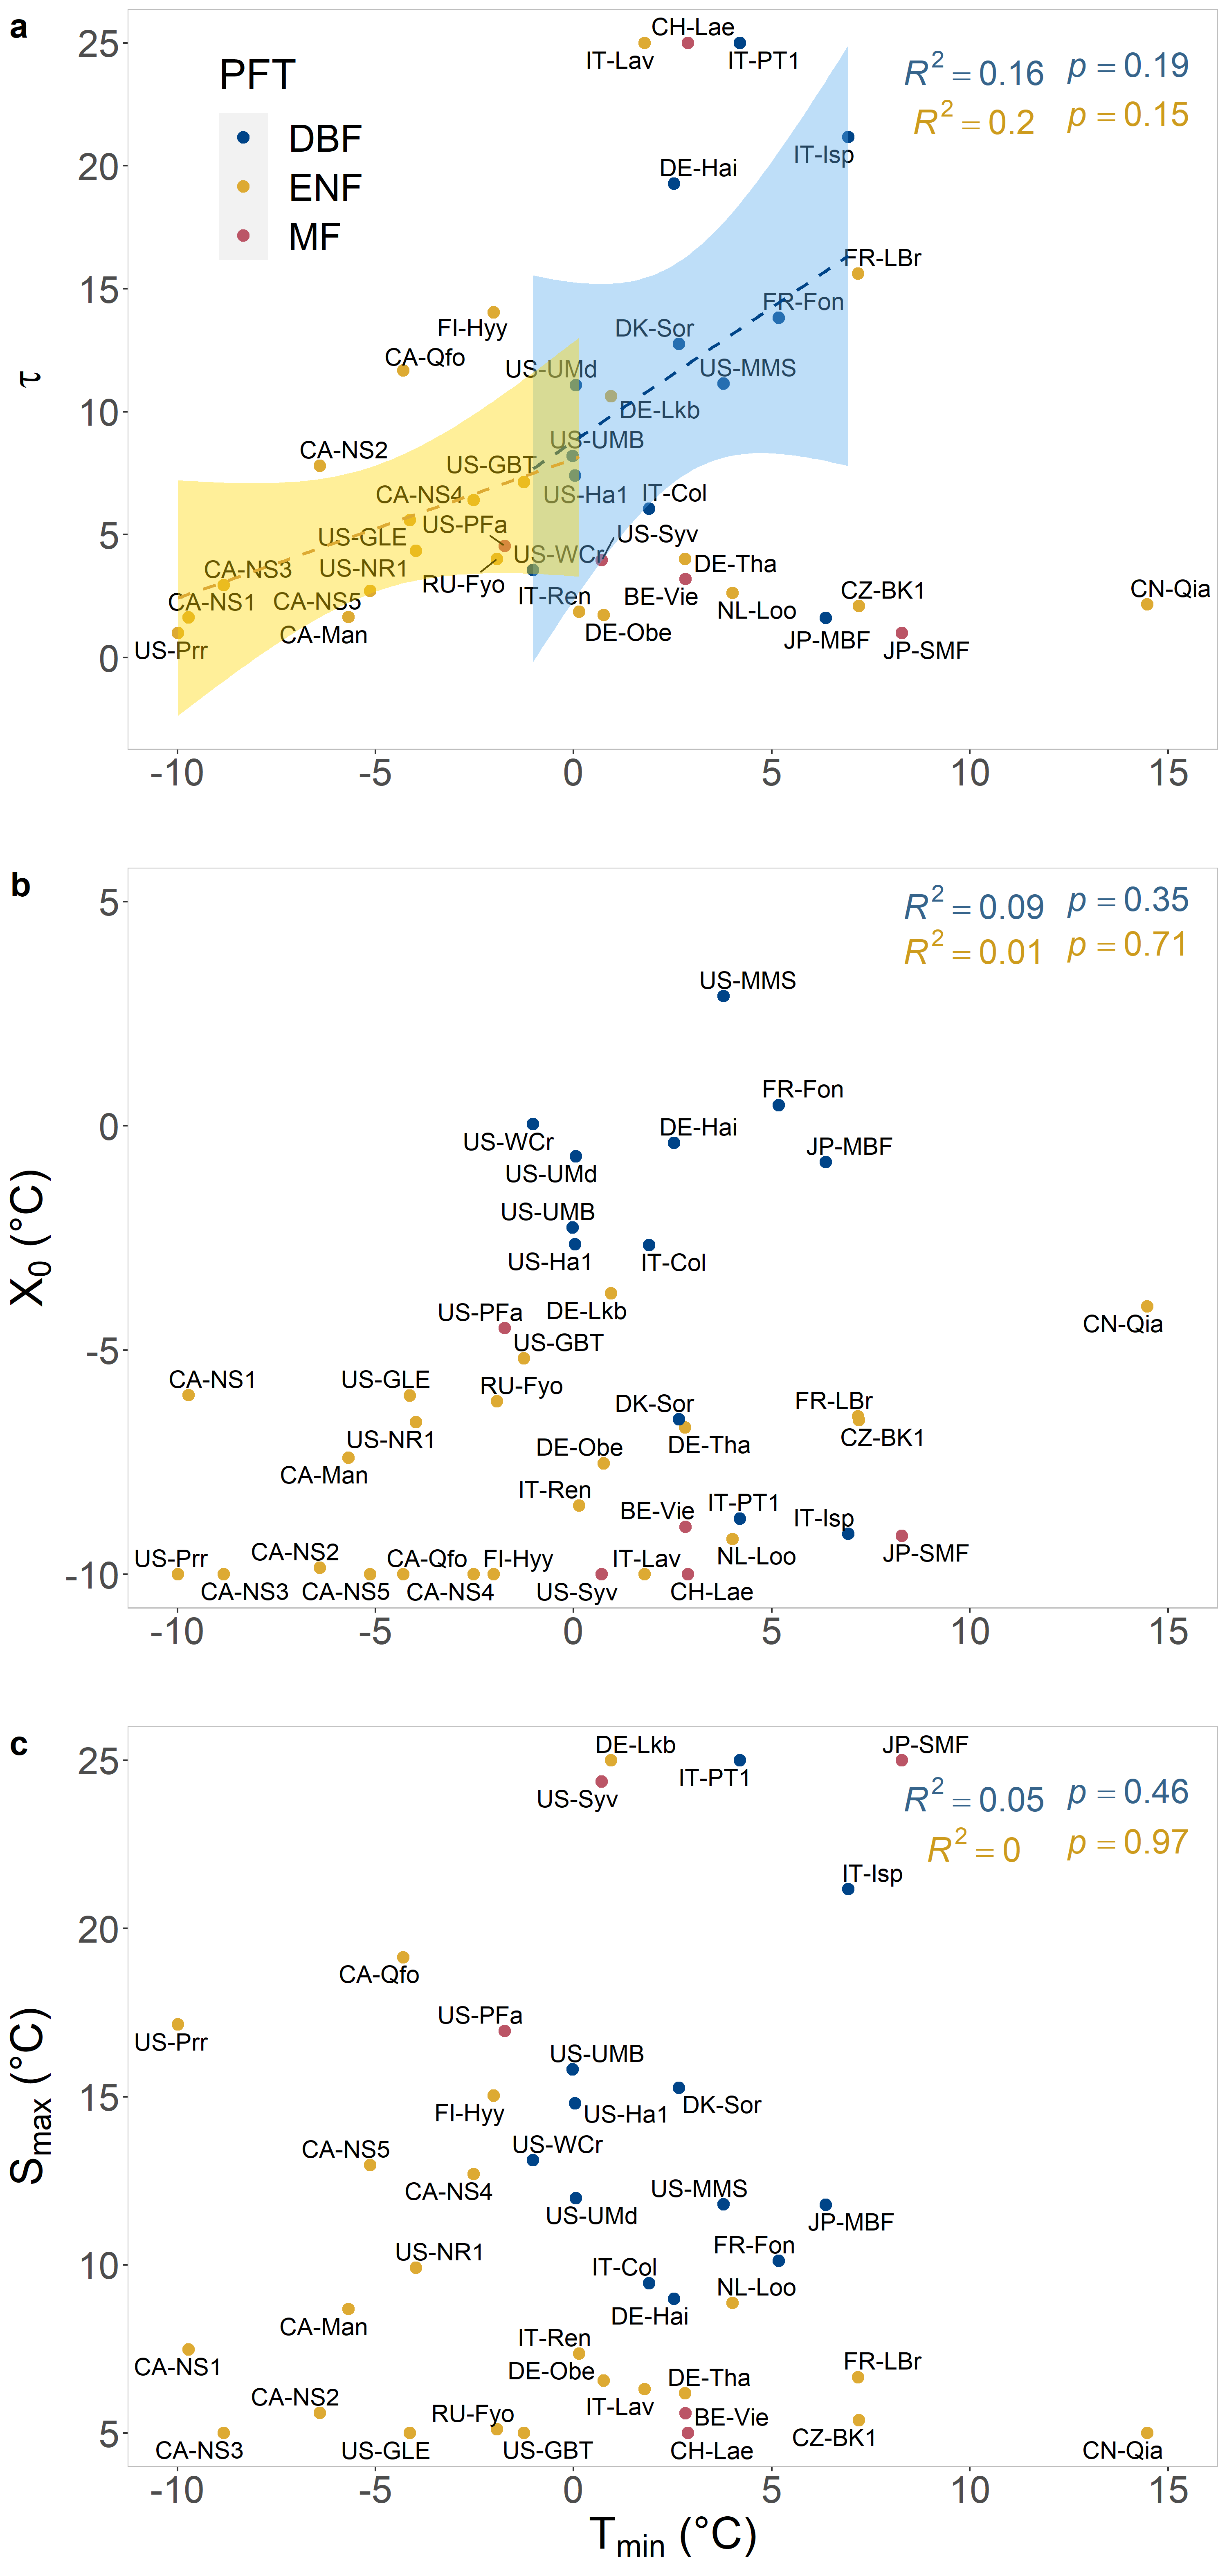 a
25
20
15
10
5
0
τ
PFT
DBF
ENF
MF
R² = 0.16 p = 0.19
R² = 0.2 p = 0.15
CH-Lae
IT-Lav
IT-PT1
IT-Isp
DE-Hai
FR-LBr
FR-Fon
FI-Hyy
DK-Sor
CA-Qfo
US-UMd
US-MMS
DE-Lkb
US-UMB
CA-NS2
US-GBT
CA-NS4
US-Ha1
IT-Col
US-PFa
US-GLE
US-Syv
US-WCr
CA-NS3
US-NR1
DE-Tha
RU-Fyo
IT-Ren
BE-Vie
CZ-BK1
CN-Qia
CA-NS1
CA-NS5
NL-Loo
CA-Man
DE-Obe
JP-MBF
US-Prr
JP-SMF
-10 -5 0 5 10 15
b
5
0
-5
-10
X₀ (°C)
R² = 0.09 p = 0.35
R² = 0.01 p = 0.71
US-MMS
FR-Fon
US-WCr
DE-Hai
JP-MBF
US-UMd
US-UMB
US-Ha1
IT-Col
US-PFa
DE-Lkb
CN-Qia
US-GBT
CA-NS1
US-GLE
RU-Fyo
DK-Sor
FR-LBr
US-NR1
DE-Tha
CZ-BK1
DE-Obe
CA-Man
IT-Ren
BE-Vie
IT-PT1
IT-Isp
US-Prr
CA-NS2
CA-Qfo
FI-Hyy
IT-Lav
NL-Loo
JP-SMF
CA-NS3
CA-NS5
CA-NS4
US-Syv
CH-Lae
-10 -5 0 5 10 15
c
25
20
15
10
5
Smax (°C)
R² = 0.05 p = 0.46
R² = 0 p = 0.97
DE-Lkb
JP-SMF
IT-PT1
US-Syv
IT-Isp
CA-Qfo
US-PFa
US-Prr
US-UMB
DK-Sor
FI-Hyy
US-Ha1
US-WCr
CA-NS5
CA-NS4
US-MMS
US-UMd
JP-MBF
FR-Fon
US-NR1
IT-Col
NL-Loo
DE-Hai
CA-Man
IT-Ren
FR-LBr
CA-NS1
DE-Obe
DE-Tha
CA-NS2
IT-Lav
RU-Fyo
BE-Vie
CZ-BK1
CA-NS3
US-GLE
US-GBT
CH-Lae
CN-Qia
-10 -5 0 5 10 15
Tmin (°C)